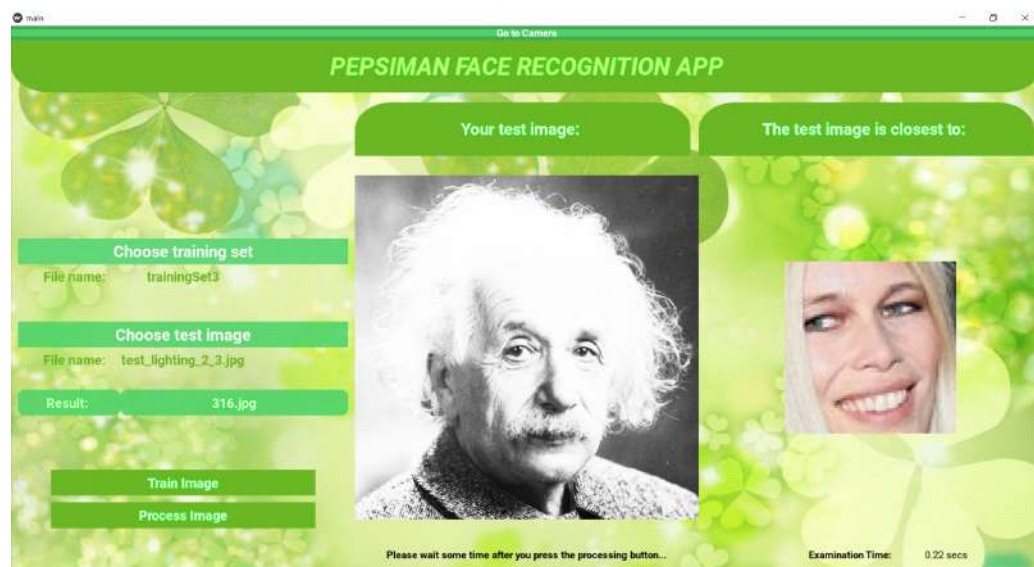 main
Go to Camera
PEPSIMAN FACE RECOGNITION APP
Your test image:
The test image is closest to:
Choose training set
File name: trainingSet3
Choose test image
File name: test_lighting_2_3.jpg
Result: 316.jpg
Train Image
Process Image
Please wait some time after you press the processing button...
Examination Time: 0.22 secs